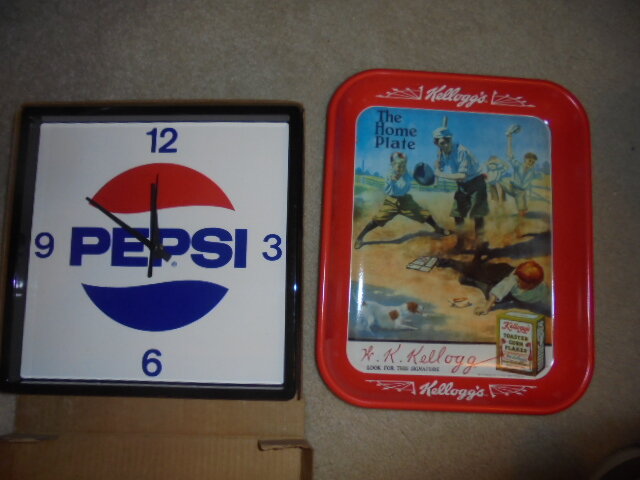 12
9 PEPSI® 3
6
Kellogg's.
The
Home
Plate
Kellogg's
TOASTED
CORN
FLAKES
W. K. Kellogg
LOOK FOR THIS SIGNATURE
Kellogg's.